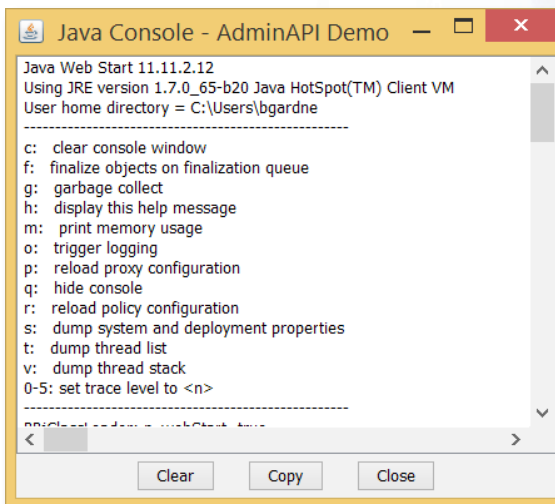 Java Console - AdminAPI Demo
Java Web Start 11.11.2.12
Using JRE version 1.7.0_65-b20 Java HotSpot(TM) Client VM
User home directory = C:\Users\bgardne
----------------------------------------------------
c: clear console window
f: finalize objects on finalization queue
g: garbage collect
h: display this help message
m: print memory usage
o: trigger logging
p: reload proxy configuration
q: hide console
r: reload policy configuration
s: dump system and deployment properties
t: dump thread list
v: dump thread stack
0-5: set trace level to <n>
----------------------------------------------------
Clear Copy Close